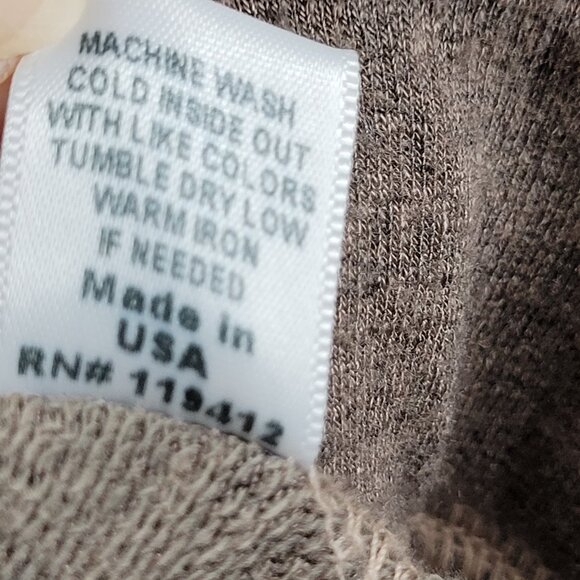 MACHINE WASH
COLD INSIDE OUT
WITH LIKE COLORS
TUMBLE DRY LOW
WARM IRON
IF NEEDED
Made in
USA
RN# 119412